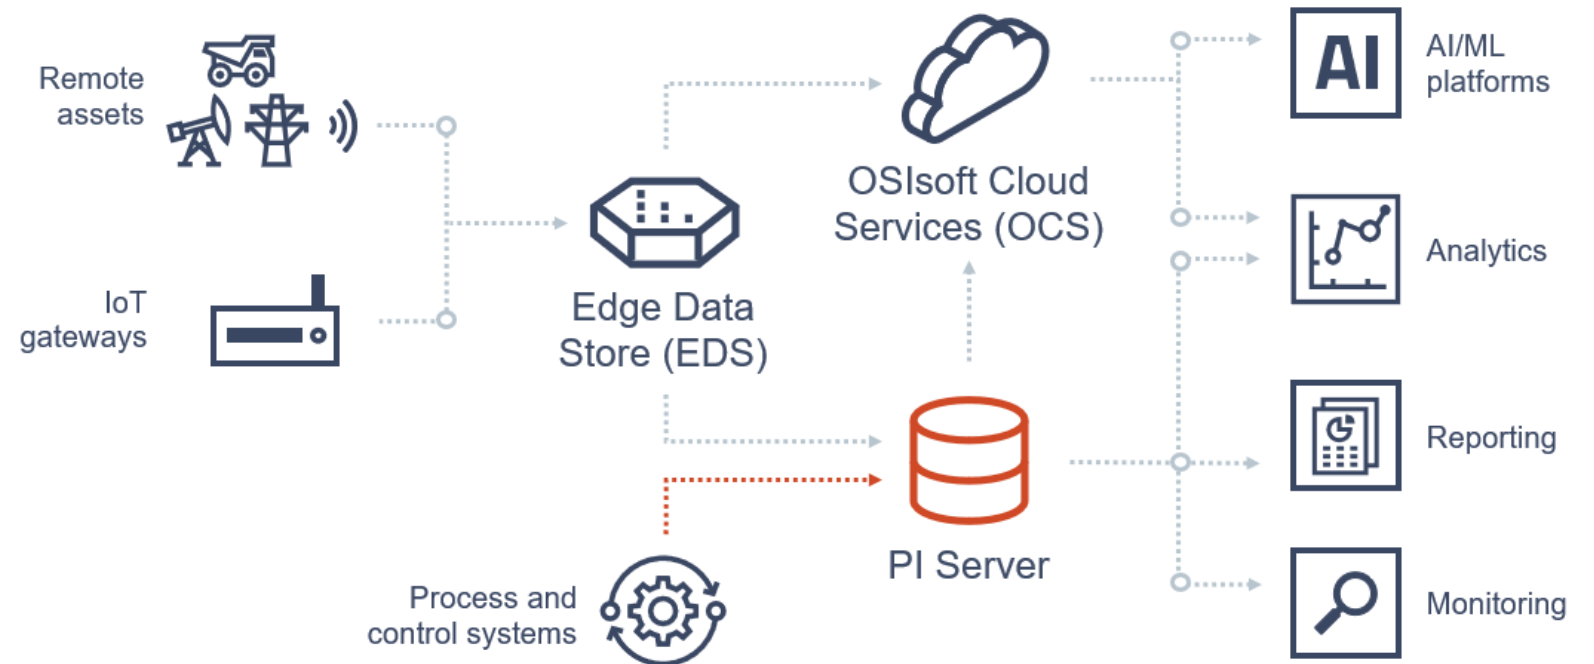 Remote
assets
IoT
gateways
Edge Data
Store (EDS)
Process and
control systems
OSIsoft Cloud
Services (OCS)
PI Server
AI
AI/ML
platforms
Analytics
Reporting
Monitoring